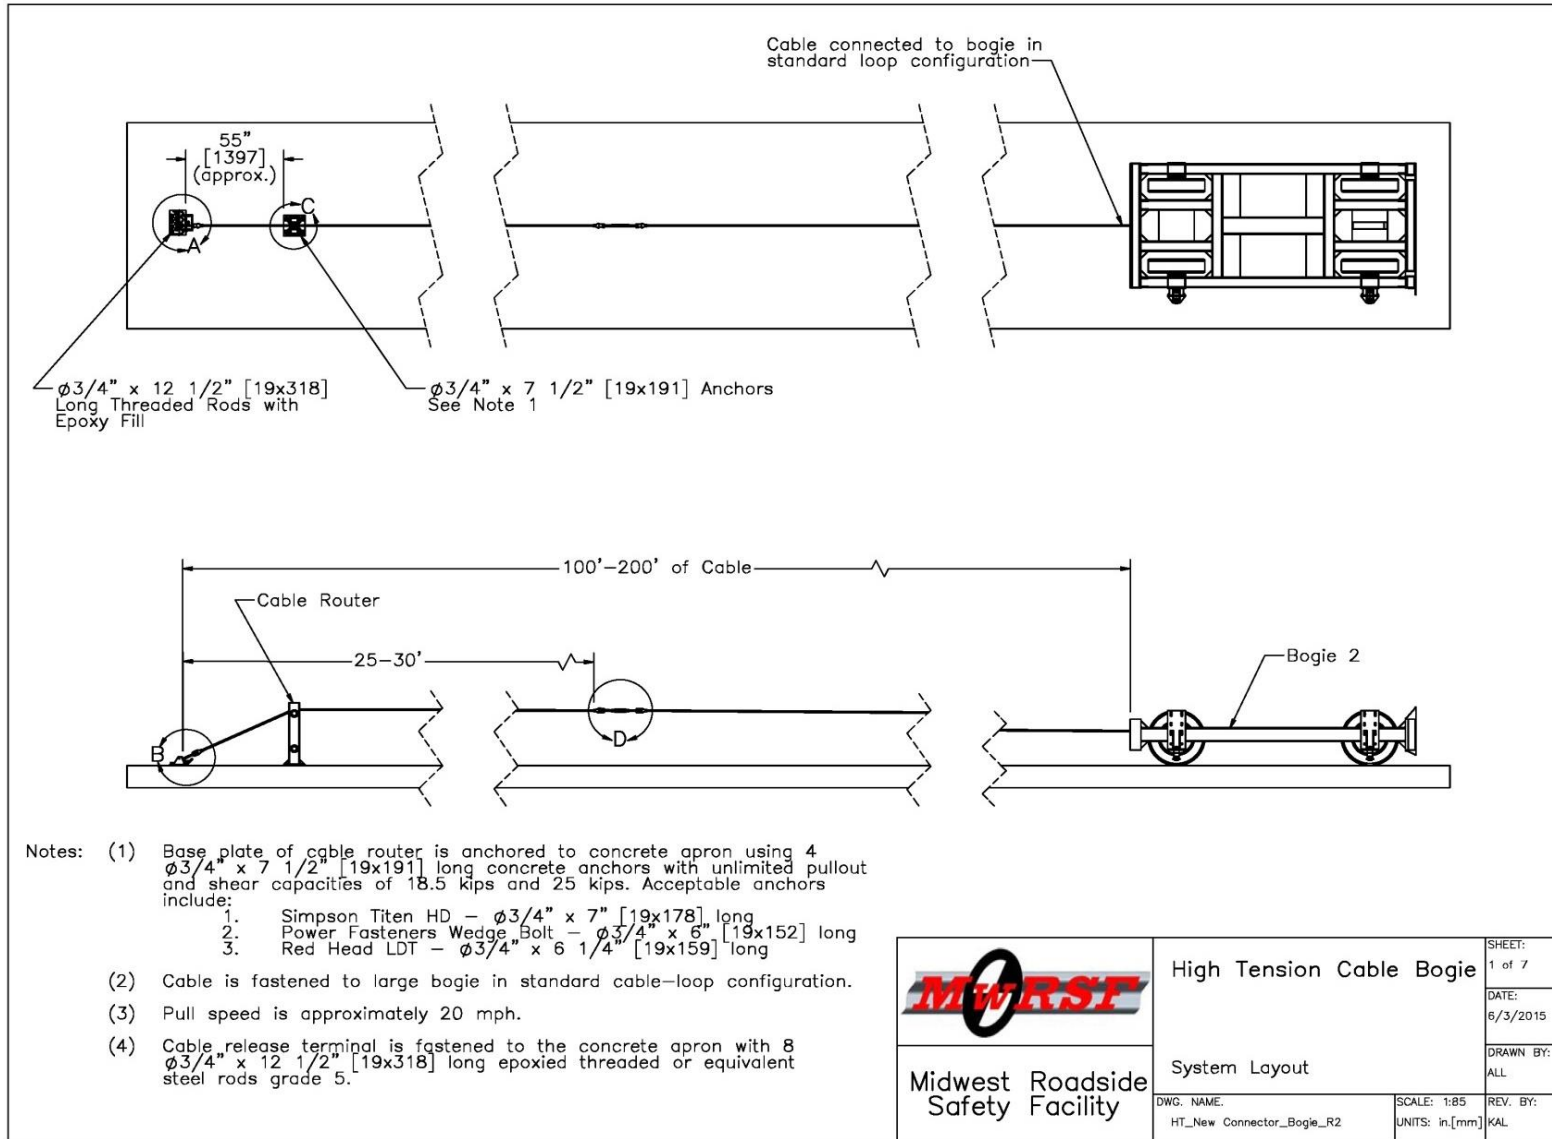 Cable connected to bogie in
standard loop configuration
55"
[1397]
(approx.)
C
A
ø3/4" x 12 1/2" [19x318]
Long Threaded Rods with
Epoxy Fill
ø3/4" x 7 1/2" [19x191] Anchors
See Note 1
100'-200' of Cable
Cable Router
25-30'
Bogie 2
B
D
Notes: (1) Base plate of cable router is anchored to concrete apron using 4
ø3/4" x 7 1/2" [19x191] long concrete anchors with unlimited pullout
and shear capacities of 18.5 kips and 25 kips. Acceptable anchors
include:
1. Simpson Titen HD - ø3/4" x 7" [19x178] long
2. Power Fasteners Wedge Bolt - ø3/4" x 6" [19x152] long
3. Red Head LDT - ø3/4" x 6 1/4" [19x159] long
(2) Cable is fastened to large bogie in standard cable-loop configuration.
(3) Pull speed is approximately 20 mph.
(4) Cable release terminal is fastened to the concrete apron with 8
ø3/4" x 12 1/2" [19x318] long epoxied threaded or equivalent
steel rods grade 5.
MwRSF
Midwest Roadside
Safety Facility
High Tension Cable Bogie
System Layout
SHEET:
1 of 7
DATE:
6/3/2015
DRAWN BY:
ALL
DWG. NAME.
HT_New Connector_Bogie_R2
SCALE: 1:85
UNITS: in.[mm]
REV. BY:
KAL